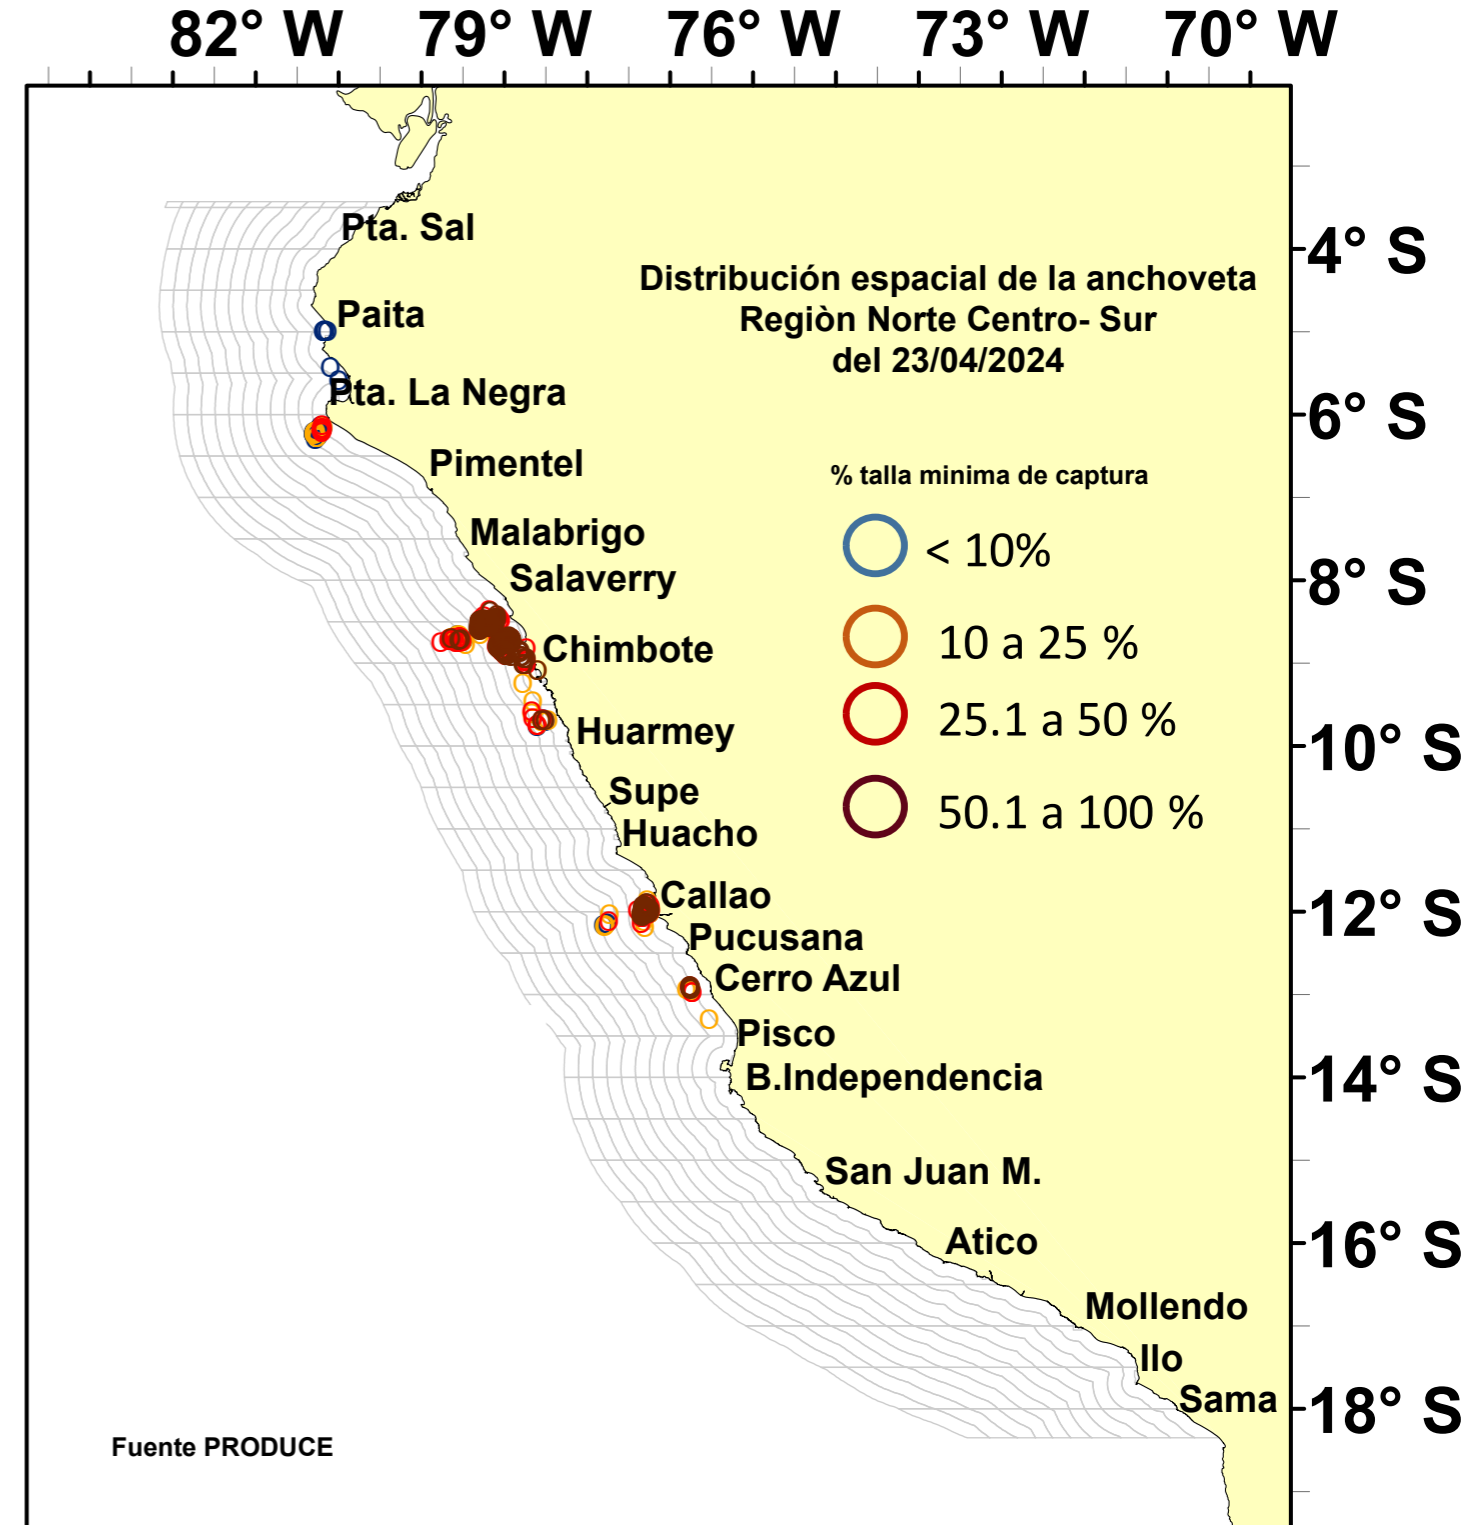 82° W 79° W 76° W 73° W 70° W
Pta. Sal
4° S
Distribución espacial de la anchoveta
Regiòn Norte Centro- Sur
del 23/04/2024
Paita
Pta. La Negra
6° S
Pimentel
% talla minima de captura
Malabrigo
< 10%
Salaverry
8° S
10 a 25 %
Chimbote
25.1 a 50 %
Huarmey
10° S
Supe
50.1 a 100 %
Huacho
Callao
12° S
Pucusana
Cerro Azul
Pisco
B.Independencia
14° S
San Juan M.
Atico
16° S
Mollendo
Ilo
Sama
18° S
Fuente PRODUCE